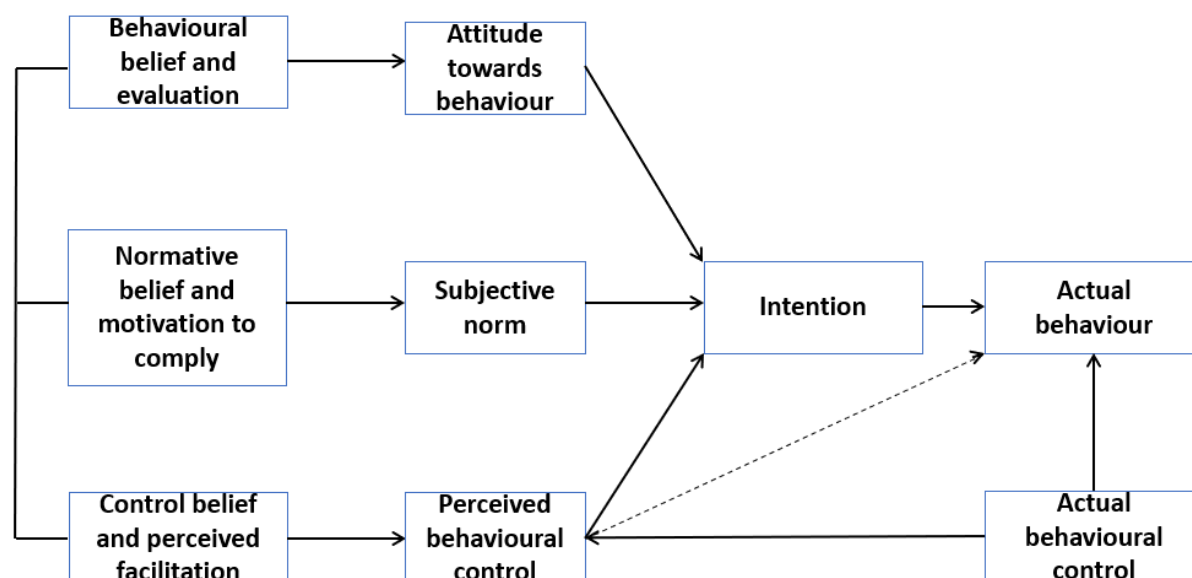 Behavioural
belief and
evaluation
Attitude
towards
behaviour
Normative
belief and
motivation to
comply
Subjective
norm
Intention
Actual
behaviour
Control belief
and perceived
facilitation
Perceived
behavioural
control
Actual
behavioural
control